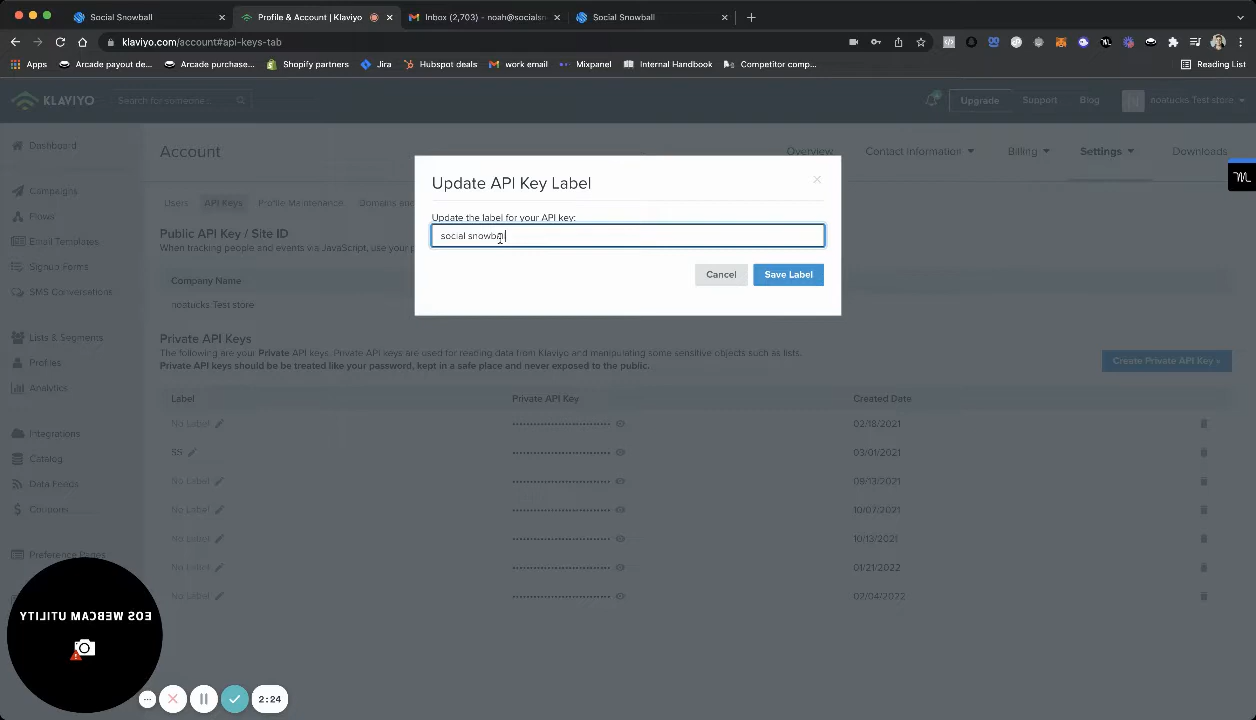 Social Snowball
Profile & Account | Klaviyo
Inbox (2,703) - noah@socialsn
Social Snowball
klaviyo.com/account#api-keys-tab
Apps
Arcade payout de...
Arcade purchase...
Shopify partners
Jira
Hubspot deals
work email
Mixpanel
Internal Handbook
Competitor comp...
Reading List
KLAVIYO
Search for someone...
Upgrade
Support
Blog
noatucks Test store
Dashboard
Campaigns
Flows
Email Templates
Signup Forms
SMS Conversations
Lists & Segments
Profiles
Analytics
Integrations
Catalog
Data Feeds
Coupons
Preference Pages
Account
Overview
Contact Information
Billing
Settings
Downloads
Users
API Keys
Profile Maintenance
Domains and
Update API Key Label
×
Update the label for your API key:
social snowball
Cancel
Save Label
Public API Key / Site ID
When tracking people and events via JavaScript, use your
Company Name
noatucks Test store
Private API Keys
The following are your Private API keys. Private API keys are used for reading data from Klaviyo and manipulating some sensitive objects such as lists.
Private API keys should be treated like your password, kept in a safe place and never exposed to the public.
Create Private API Key »
Label Private API Key Created Date
No Label 02/18/2021
SS 03/01/2021
No Label 09/13/2021
No Label 10/07/2021
No Label 10/13/2021
No Label 01/21/2022
No Label 02/04/2022
EOS WEBCAM UTILITY
2:24